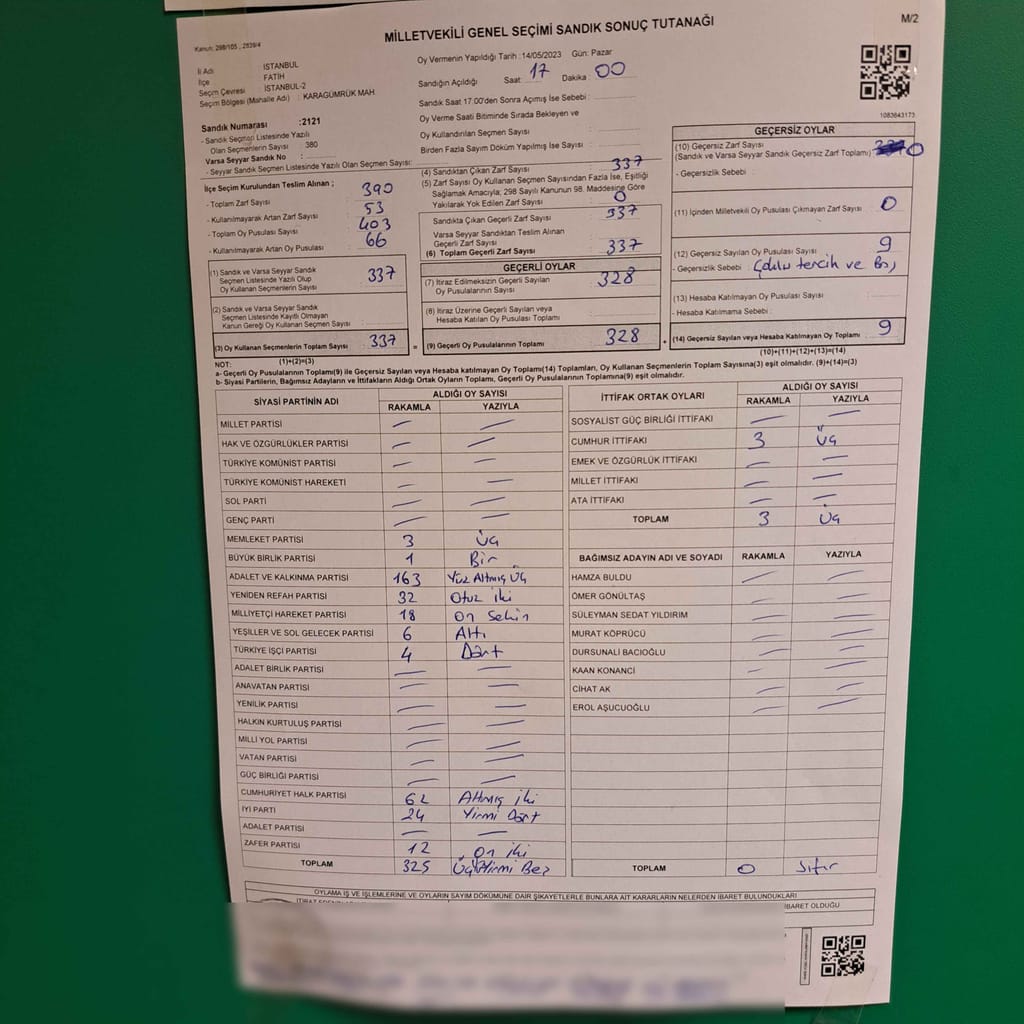 MİLLETVEKİLİ GENEL SEÇİMİ SANDIK SONUÇ TUTANAĞI
M/2
Kanun: 298/105 , 2839/4
İl Adı : İSTANBUL
İlçe : FATİH
Seçim Çevresi : İSTANBUL-2
Seçim Bölgesi (Mahalle Adı) : KARAGÜMRÜK MAH.
Oy Vermenin Yapıldığı Tarih :14/05/2023 Gün: Pazar
Sandığın Açıldığı Saat: 17 Dakika : 00
Sandık Saat 17:00'den Sonra Açılmış İse Sebebi :
Oy Verme Saati Bitiminde Sırada Bekleyen ve
Oy Kullandırılan Seçmen Sayısı :
Birden Fazla Sayım Döküm Yapılmış İse Sayısı :
1083643173
Sandık Numarası :2121
- Sandık Seçmen Listesinde Yazılı
Olan Seçmenlerin Sayısı : 380
Varsa Seyyar Sandık No :
- Seyyar Sandık Seçmen Listesinde Yazılı Olan Seçmen Sayısı:
İlçe Seçim Kurulundan Teslim Alınan ;
- Toplam Zarf Sayısı : 390
- Kullanılmayarak Artan Zarf Sayısı : 53
- Toplam Oy Pusulası Sayısı : 403
- Kullanılmayarak Artan Oy Pusulası : 66
(1) Sandık ve Varsa Seyyar Sandık
Seçmen Listesinde Yazılı Olup
Oy Kullanan Seçmenlerin Sayısı : 337
(2) Sandık ve Varsa Seyyar Sandık
Seçmen Listesinde Kayıtlı Olmayan
Kanun Gereği Oy Kullanan Seçmen Sayısı :
(3) Oy Kullanan Seçmenlerin Toplam Sayısı : 337
(1)+(2)=(3)
(4) Sandıktan Çıkan Zarf Sayısı : 337
(5) Zarf Sayısı Oy Kullanan Seçmen Sayısından Fazla İse, Eşitliği
Sağlamak Amacıyla; 298 Sayılı Kanunun 98. Maddesine Göre
Yakılarak Yok Edilen Zarf Sayısı : 0
Sandıkta Çıkan Geçerli Zarf Sayısı : 337
Varsa Seyyar Sandıktan Teslim Alınan
Geçerli Zarf Sayısı :
(6) Toplam Geçerli Zarf Sayısı : 337
GEÇERLİ OYLAR
(7) İtiraz Edilmeksizin Geçerli Sayılan
Oy Pusulalarının Sayısı : 328
(8) İtiraz Üzerine Geçerli Sayılan veya
Hesaba Katılan Oy Pusulası Toplamı :
= (9) Geçerli Oy Pusulalarının Toplamı : 328 +
GEÇERSİZ OYLAR
(10) Geçersiz Zarf Sayısı
(Sandık ve Varsa Seyyar Sandık Geçersiz Zarf Toplamı) : 0
- Geçersizlik Sebebi :
(11) İçinden Milletvekili Oy Pusulası Çıkmayan Zarf Sayısı : 0
(12) Geçersiz Sayılan Oy Pusulası Sayısı : 9
- Geçersizlik Sebebi : Çoklu tercih ve Boş
(13) Hesaba Katılmayan Oy Pusulası Sayısı :
- Hesaba Katılmama Sebebi :
(14) Geçersiz Sayılan veya Hesaba Katılmayan Oy Toplamı : 9
(10)+(11)+(12)+(13)=(14)
NOT:
a- Geçerli Oy Pusulalarının Toplamı(9) ile Geçersiz Sayılan veya Hesaba Katılmayan Oy Toplamı(14) Toplamları, Oy Kullanan Seçmenlerin Toplam Sayısına(3) eşit olmalıdır. (9)+(14)=(3)
b- Siyasi Partilerin, Bağımsız Adayların ve İttifakların Aldığı Ortak Oyların Toplamı, Geçerli Oy Pusulalarının Toplamına(9) eşit olmalıdır.
SİYASİ PARTİNİN ADI ALDIĞI OY SAYISI
RAKAMLA YAZIYLA
MİLLET PARTİSİ — —
HAK VE ÖZGÜRLÜKLER PARTİSİ — —
TÜRKİYE KOMÜNİST PARTİSİ — —
TÜRKİYE KOMÜNİST HAREKETİ — —
SOL PARTİ — —
GENÇ PARTİ — —
MEMLEKET PARTİSİ 3 Üç
BÜYÜK BİRLİK PARTİSİ 1 Bir
ADALET VE KALKINMA PARTİSİ 163 Yüz Altmış Üç
YENİDEN REFAH PARTİSİ 32 Otuz iki
MİLLİYETÇİ HAREKET PARTİSİ 18 On Sekiz
YEŞİLLER VE SOL GELECEK PARTİSİ 6 Altı
TÜRKİYE İŞÇİ PARTİSİ 4 Dört
ADALET BİRLİK PARTİSİ — —
ANAVATAN PARTİSİ — —
YENİLİK PARTİSİ — —
HALKIN KURTULUŞ PARTİSİ — —
MİLLİ YOL PARTİSİ — —
VATAN PARTİSİ — —
GÜÇ BİRLİĞİ PARTİSİ — —
CUMHURİYET HALK PARTİSİ 62 Altmış iki
İYİ PARTİ 24 Yirmi Dört
ADALET PARTİSİ — —
ZAFER PARTİSİ 12 On iki
TOPLAM 325 ÜçYüzYirmi Beş
İTTİFAK ORTAK OYLARI ALDIĞI OY SAYISI
RAKAMLA YAZIYLA
SOSYALİST GÜÇ BİRLİĞİ İTTİFAKI — —
CUMHUR İTTİFAKI 3 Üç
EMEK VE ÖZGÜRLÜK İTTİFAKI — —
MİLLET İTTİFAKI — —
ATA İTTİFAKI — —
TOPLAM 3 Üç
BAĞIMSIZ ADAYIN ADI VE SOYADI RAKAMLA YAZIYLA
HAMZA BULDU — —
ÖMER GÖNÜLTAŞ — —
SÜLEYMAN SEDAT YILDIRIM — —
MURAT KÖPRÜCÜ — —
DURSUNALİ BACIOĞLU — —
KAAN KONANCİ — —
CİHAT AK — —
EROL AŞUCUOĞLU — —
TOPLAM 0 Sıfır
OYLAMA İŞ VE İŞLEMLERİNE VE OYLARIN SAYIM DÖKÜMÜNE DAİR ŞİKAYETLERLE BUNLARA AİT KARARLARIN NELERDEN İBARET BULUNDUKLARI
İBARET OLDUĞU